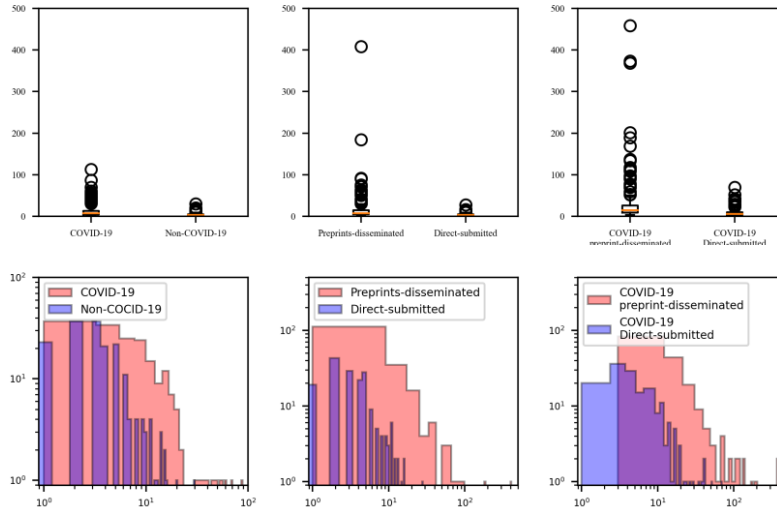 500
400
300
200
100
0
COVID-19 Non-COVID-19
500
400
300
200
100
0
Preprints-disseminated Direct-submitted
500
400
300
200
100
0
COVID-19 COVID-19
preprint-disseminated Direct-submitted
10²
10¹
10⁰
10⁰ 10¹ 10²
COVID-19
Non-COCID-19
10²
10¹
10⁰
10⁰ 10¹ 10²
Preprints-disseminated
Direct-submitted
10²
10¹
10⁰
10⁰ 10¹ 10²
COVID-19
preprint-disseminated
COVID-19
Direct-submitted